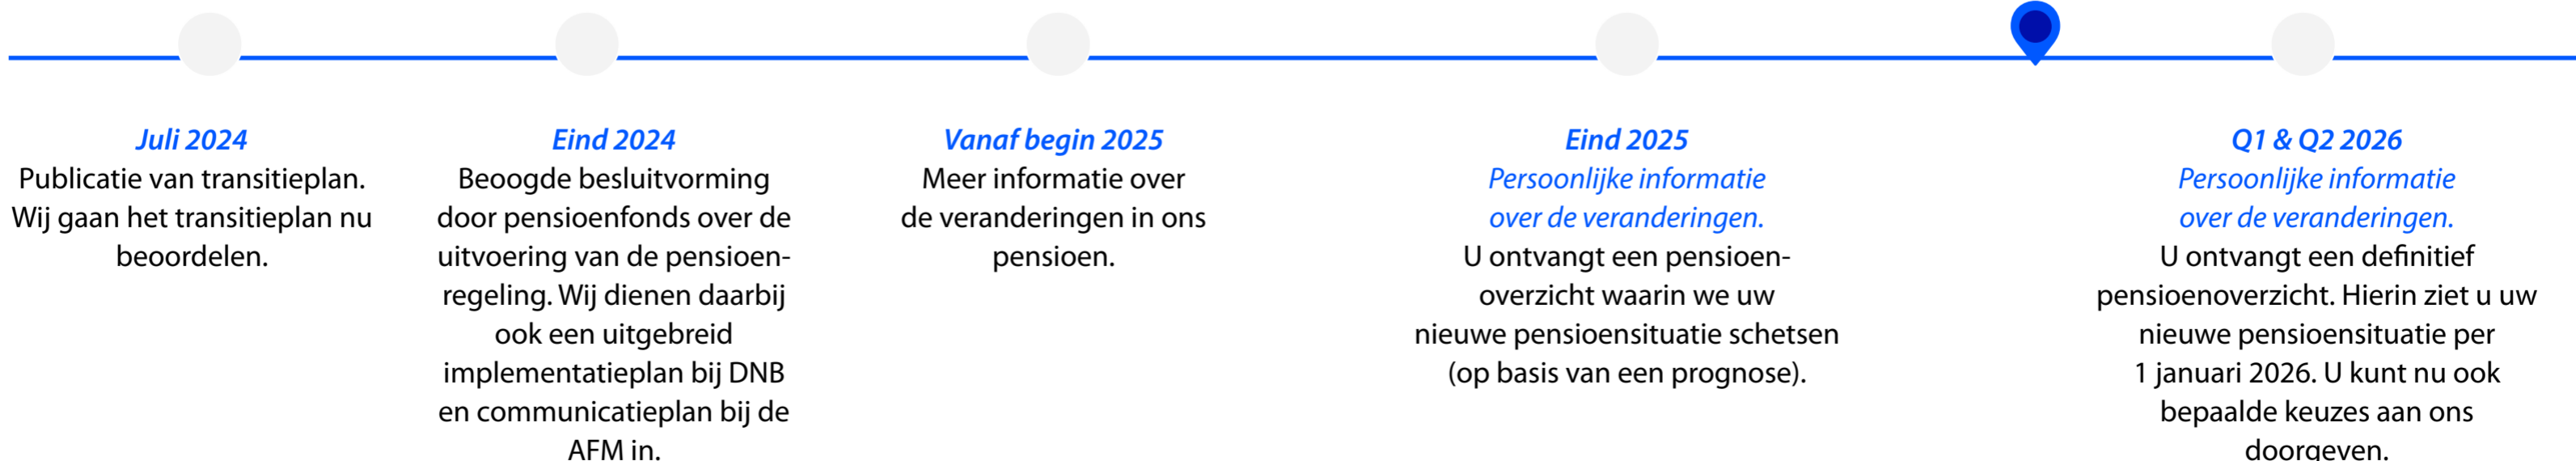 Juli 2024
Publicatie van transitieplan.
Wij gaan het transitieplan nu
beoordelen.
Eind 2024
Beoogde besluitvorming
door pensioenfonds over de
uitvoering van de pensioen-
regeling. Wij dienen daarbij
ook een uitgebreid
implementatieplan bij DNB
en communicatieplan bij de
AFM in.
Vanaf begin 2025
Meer informatie over
de veranderingen in ons
pensioen.
Eind 2025
Persoonlijke informatie
over de veranderingen.
U ontvangt een pensioen-
overzicht waarin we uw
nieuwe pensioensituatie schetsen
(op basis van een prognose).
Q1 & Q2 2026
Persoonlijke informatie
over de veranderingen.
U ontvangt een definitief
pensioenoverzicht. Hierin ziet u uw
nieuwe pensioensituatie per
1 januari 2026. U kunt nu ook
bepaalde keuzes aan ons
doorgeven.